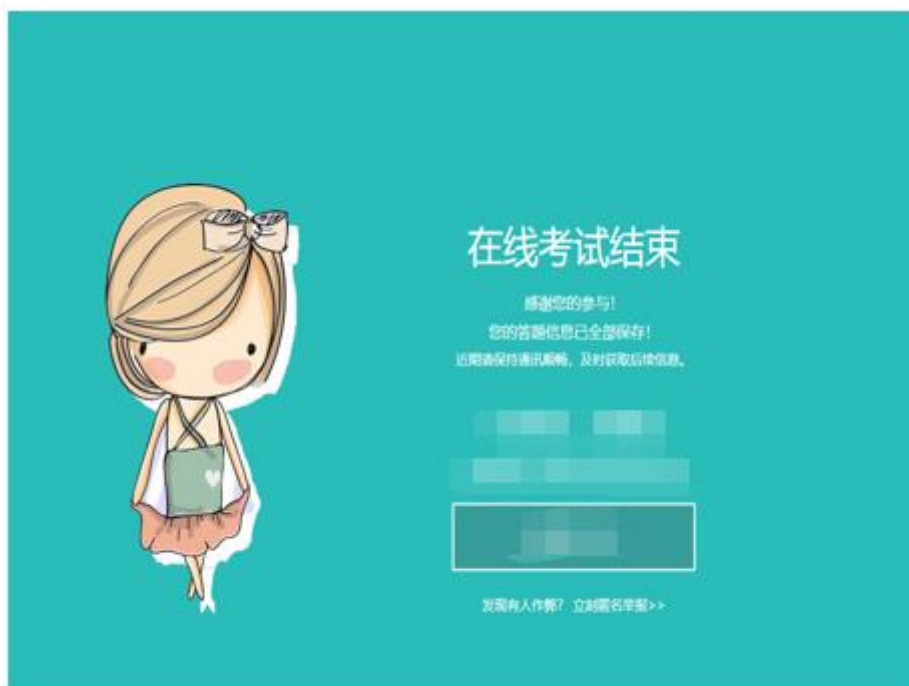 在线考试结束
感谢您的参与！
您的答题信息已全部保存！
近期请保持通讯顺畅，及时获取后续信息。
发现有人作弊？ 立刻匿名举报>>